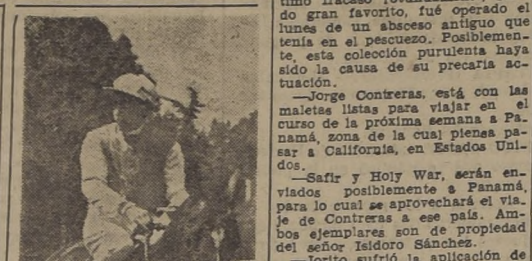 do gran favorito, fué operado el
lunes de un absceso antiguo que
tenía en el pescuezo. Posiblemen-
te, esta colección purulenta haya
sido la causa de su precaria ac-
tuación.
—Jorge Contreras, está con las
maletas listas para viajar en el
curso de la próxima semana a Pa-
namá, zona de la cual piensa pa-
sar a California, en Estados Uni-
dos.
—Safir y Holy War, serán en-
viados posiblemente a Panamá,
para lo cual se aprovechará el via-
je de Contreras a ese país. Am-
bos ejemplares son de propiedad
del señor Isidoro Sánchez.
sufrió la aplicación de